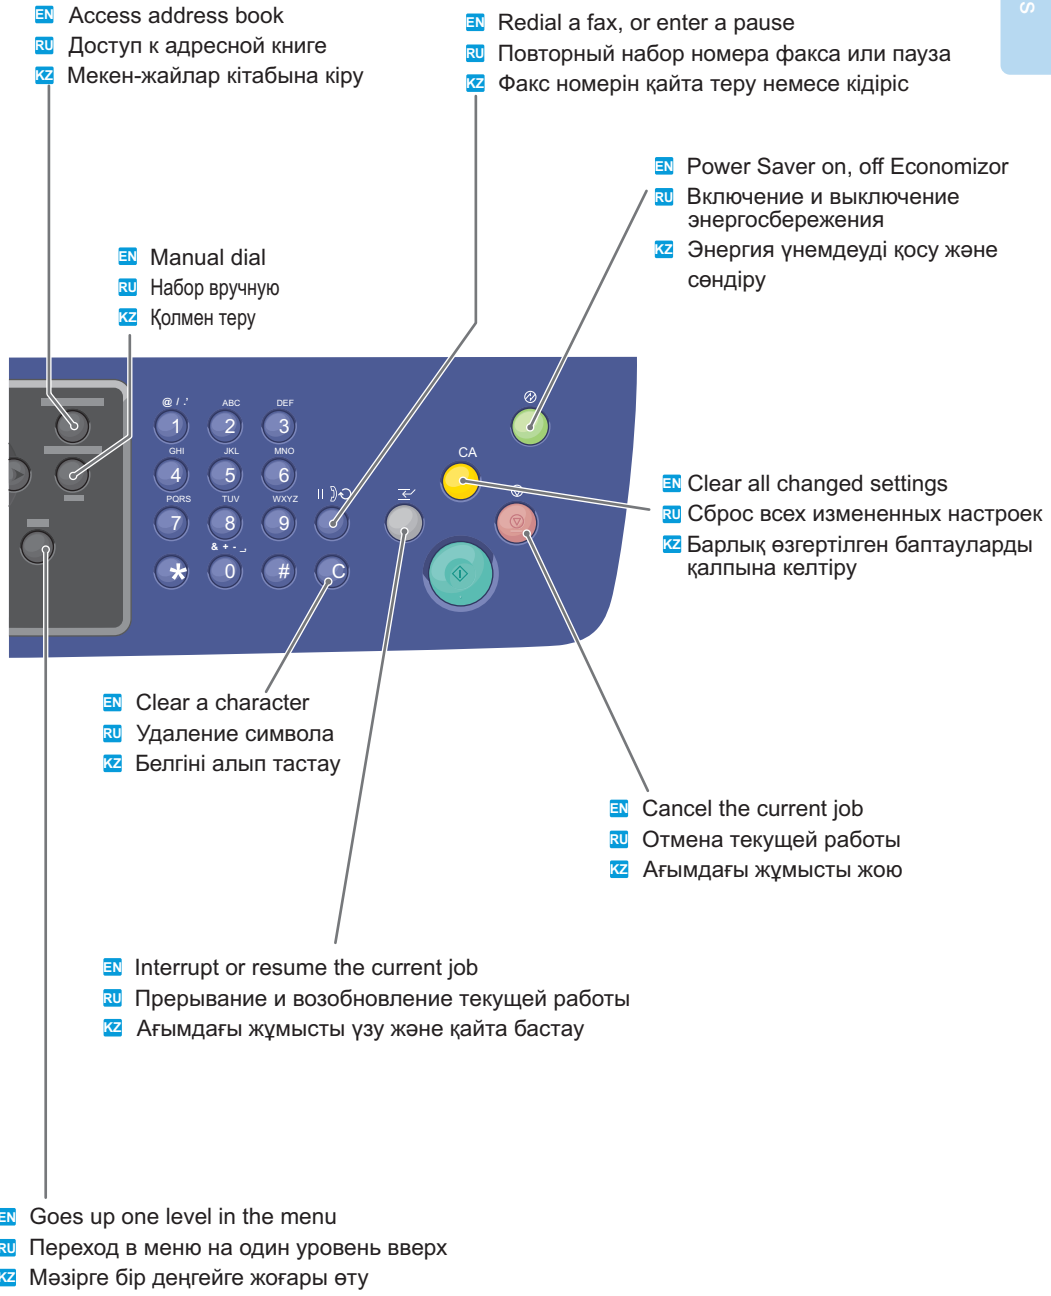 S
EN Access address book
RU Доступ к адресной книге
KZ Мекен-жайлар кітабына кіру
EN Redial a fax, or enter a pause
RU Повторный набор номера факса или пауза
KZ Факс номерін қайта теру немесе кідіріс
EN Power Saver on, off Economizor
RU Включение и выключение
энергосбережения
KZ Энергия үнемдеуді қосу және
сөндіру
EN Manual dial
RU Набор вручную
KZ Қолмен теру
@ / .’ ABC DEF
1 2 3
GHI JKL MNO
4 5 6
PQRS TUV WXYZ
7 8 9
& + - _
* 0 # C
CA
EN Clear all changed settings
RU Сброс всех измененных настроек
KZ Барлық өзгертілген баптауларды
қалпына келтіру
EN Clear a character
RU Удаление символа
KZ Белгіні алып тастау
EN Cancel the current job
RU Отмена текущей работы
KZ Ағымдағы жұмысты жою
EN Interrupt or resume the current job
RU Прерывание и возобновление текущей работы
KZ Ағымдағы жұмысты үзу және қайта бастау
EN Goes up one level in the menu
RU Переход в меню на один уровень вверх
KZ Мәзірге бір деңгейге жоғары өту